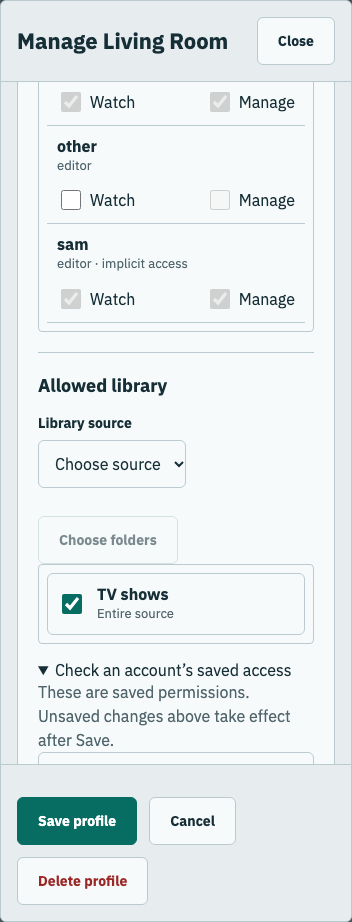 Manage Living Room
Close
Watch
Manage
other
editor
Watch
Manage
sam
editor · implicit access
Watch
Manage
Allowed library
Library source
Choose source
Choose folders
TV shows
Entire source
▼ Check an account’s saved access
These are saved permissions.
Unsaved changes above take effect
after Save.
Save profile
Cancel
Delete profile